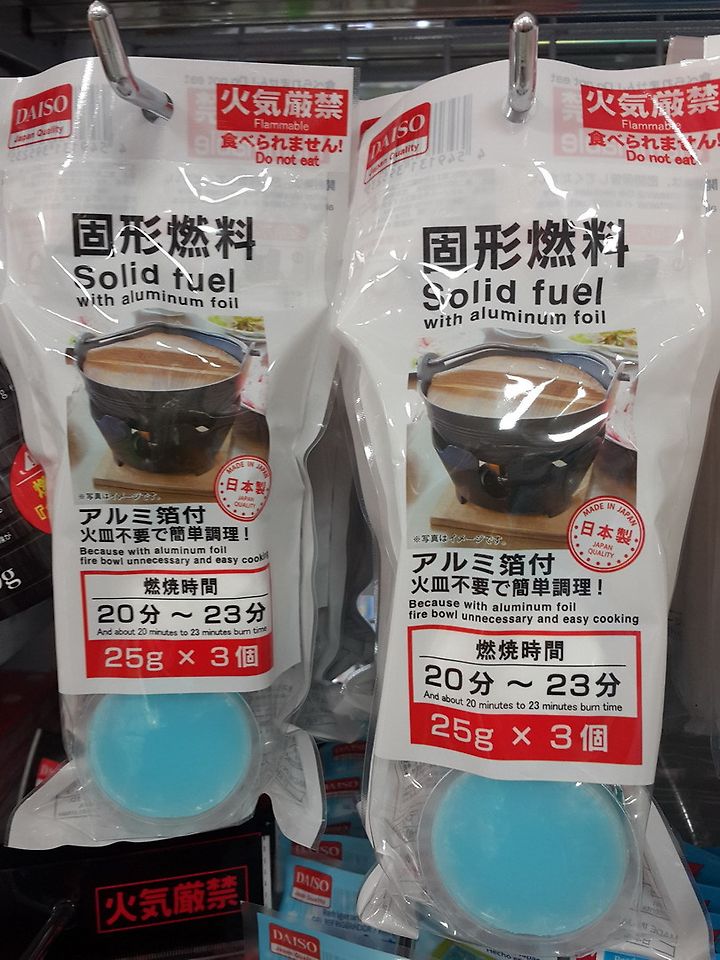 DAISO
Japan Quality
火気厳禁
Flammable
食べられません!
Do not eat
固形燃料
Solid fuel
with aluminum foil
※写真はイメージです。
MADE IN JAPAN
日本製
JAPAN QUALITY
アルミ箔付
火皿不要で簡単調理!
Because with aluminum foil
fire bowl unnecessary and easy cooking
燃焼時間
20分 ~ 23分
And about 20 minutes to 23 minutes burn time
25g × 3個
DAISO
Japan Quality
火気厳禁
Flammable
食べられません!
Do not eat
固形燃料
Solid fuel
with aluminum foil
※写真はイメージです。
MADE IN JAPAN
日本製
JAPAN QUALITY
アルミ箔付
火皿不要で簡単調理!
Because with aluminum foil
fire bowl unnecessary and easy cooking
燃焼時間
20分 ~ 23分
And about 20 minutes to 23 minutes burn time
25g × 3個
火気厳禁
DAISO
DAISO